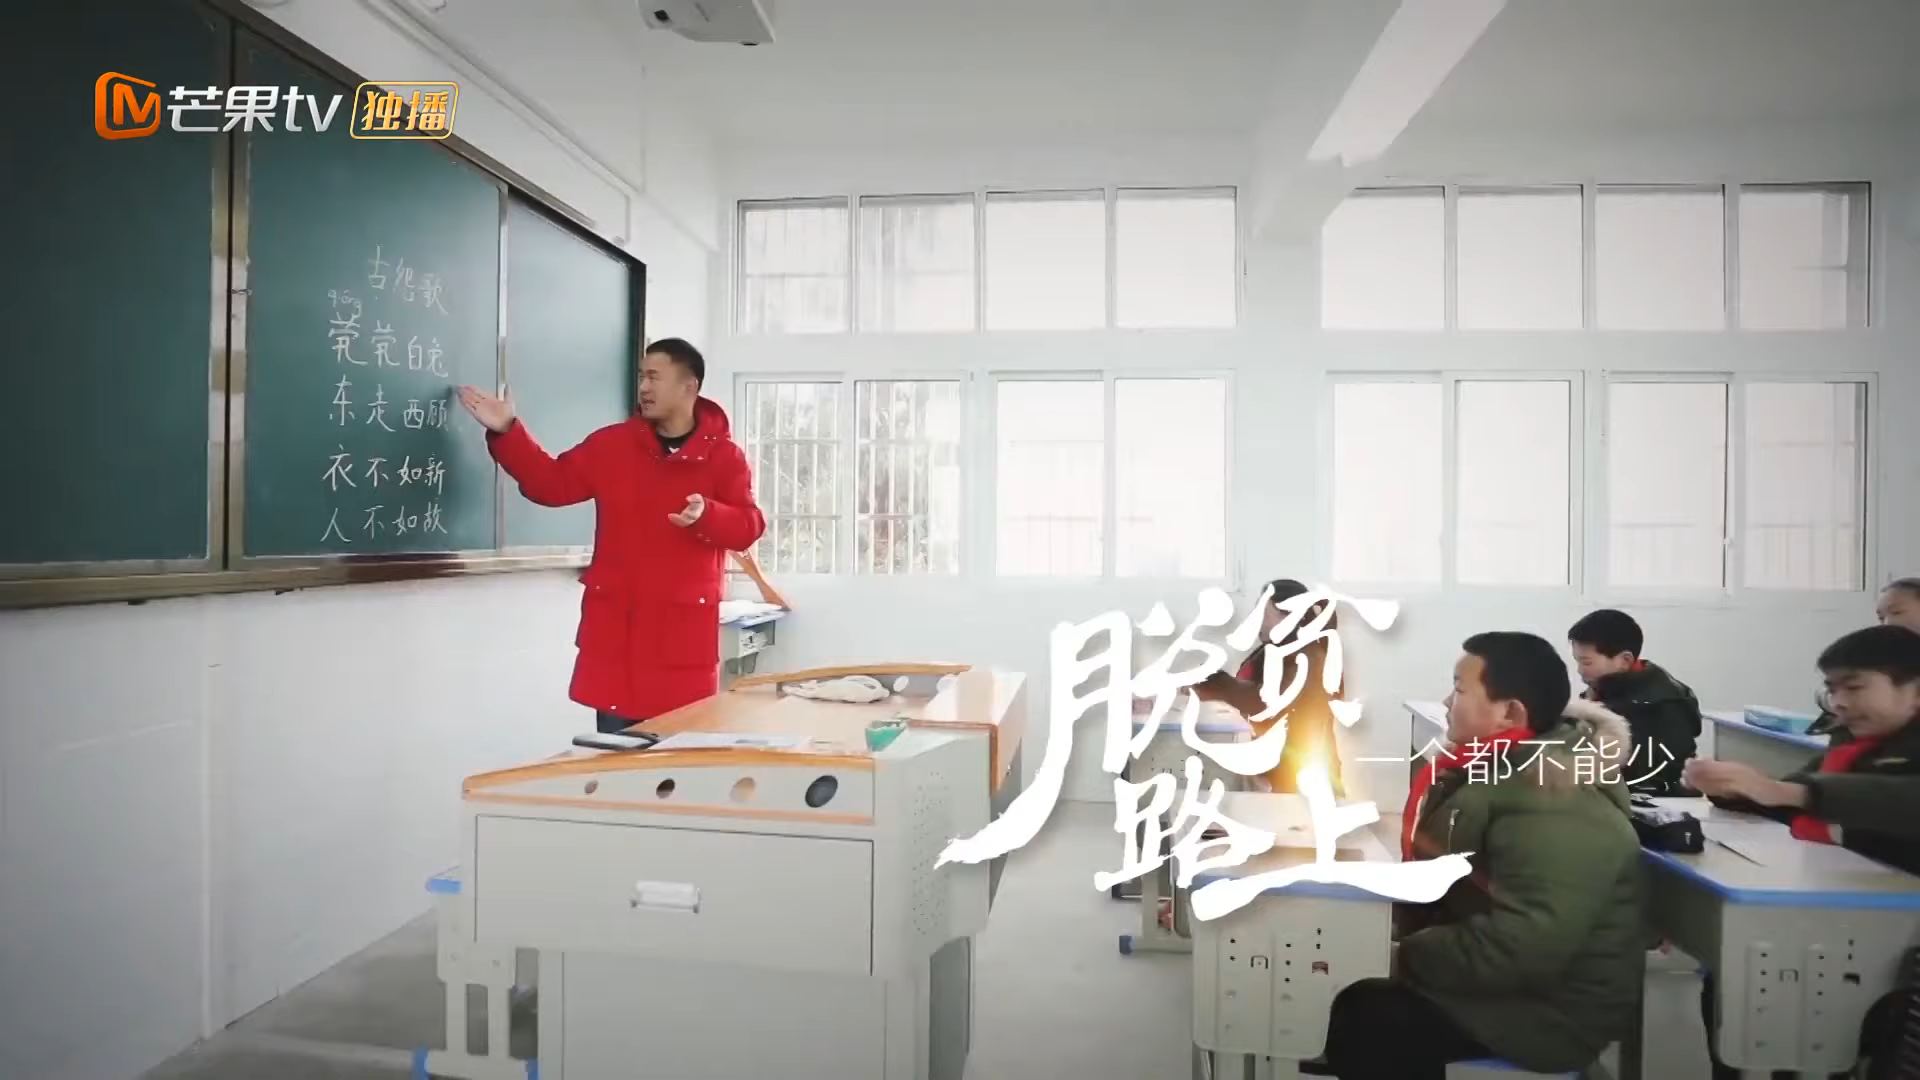 芒果tv 独播
古怨歌
qióng
茕茕白兔
东走西顾
衣不如新
人不如故
脱贫
路上
一个都不能少